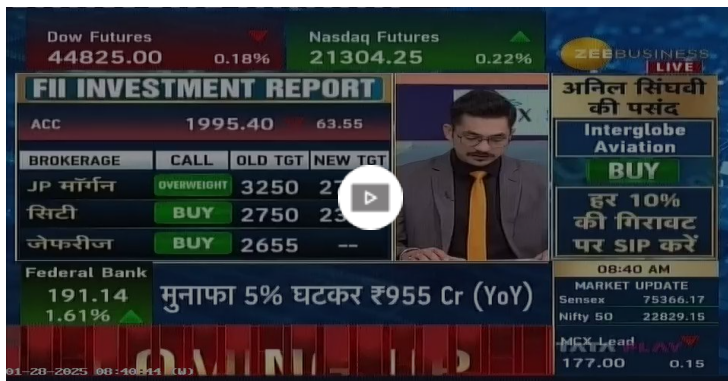 Dow Futures
44825.00 0.18%
Nasdaq Futures
21304.25 0.22%
ZEEBUSINESS
LIVE
FII INVESTMENT REPORT
ACC 1995.40 63.55
BROKERAGE CALL OLD TGT NEW TGT
JP मॉर्गन OVERWEIGHT 3250
सिटी BUY 2750
जेफरीज BUY 2655 --
अनिल सिंघवी
की पसंद
Interglobe
Aviation
BUY
हर 10%
की गिरावट
पर SIP करें
Federal Bank
191.14
1.61%
मुनाफा 5% घटकर ₹955 Cr (YoY)
08:40 AM
MARKET UPDATE
Sensex 75366.17
Nifty 50 22829.15
MCX Lead
177.00 0.15
TATA PLAY
01-28-2025 08:40:44 (W)